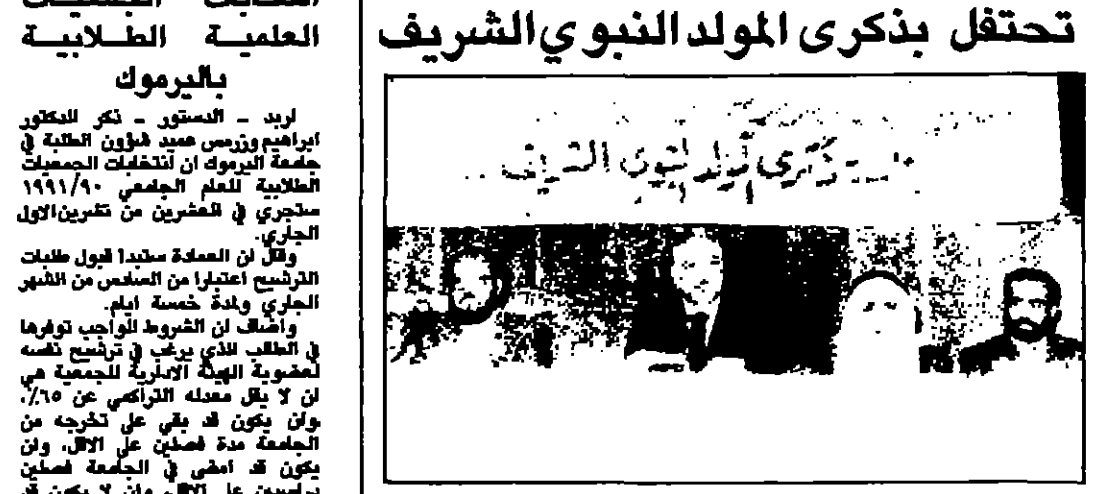 تحتفل بذكرى المولد النبوي الشريف
ذكرى المولد النبوي الشريف
العلمية الطلابية
باليرموك
اربد - الدستور - ذكر الدكتور
ابراهيم وزرمس عميد شؤون الطلبة في
جامعة اليرموك ان انتخابات الجمعيات
الطلابية للعام الجامعي ١٩٩١/٩٠
ستجري في العشرين من تشرين الاول
الجاري.
وقال ان العمادة ستبدأ قبول طلبات
الترشيح اعتبارا من السادس من الشهر
الجاري ولمدة خمسة ايام.
واضاف ان الشروط الواجب توفرها
في الطالب الذي يرغب في ترشيح نفسه
لعضوية الهيئة الادارية للجمعية هي
ان لا يقل معدله التراكمي عن ٦٥٪،
وان يكون قد بقي على تخرجه من
الجامعة مدة فصلين على الاقل، وان
يكون قد امضى في الجامعة فصلين
دراسيين على الاقل، وان لا يكون قد